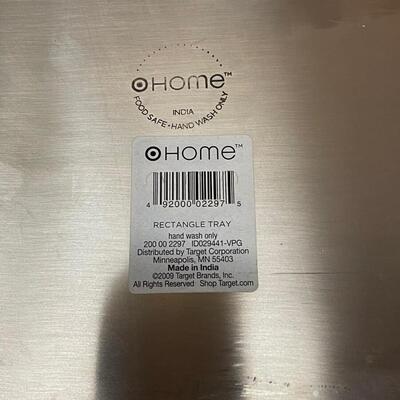 HOME™
INDIA
FOOD SAFE • HAND WASH ONLY
HOME™
4 92000 02297 5
RECTANGLE TRAY
hand wash only
200 00 2297 ID029441-VPG
Distributed by Target Corporation
Minneapolis, MN 55403
Made in India
©2009 Target Brands, Inc.
All Rights Reserved Shop Target.com